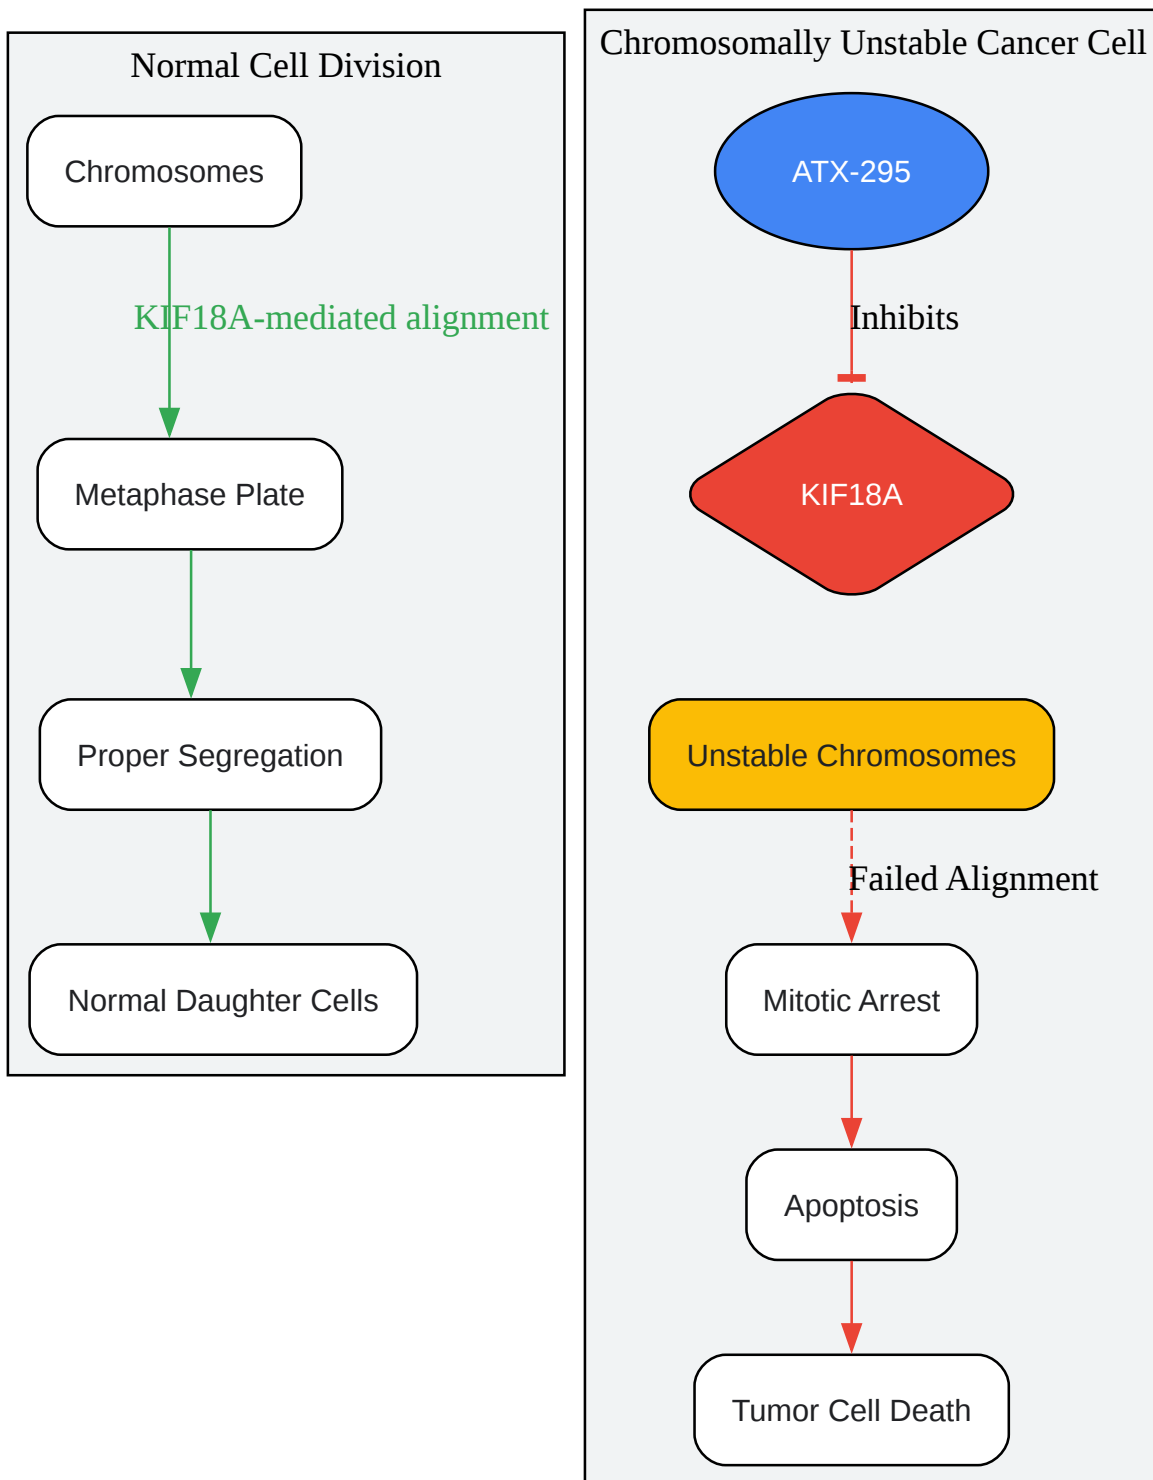 Normal Cell Division
Chromosomes
KIF18A-mediated alignment
Metaphase Plate
Proper Segregation
Normal Daughter Cells
Chromosomally Unstable Cancer Cell
ATX-295
Inhibits
KIF18A
Unstable Chromosomes
Failed Alignment
Mitotic Arrest
Apoptosis
Tumor Cell Death